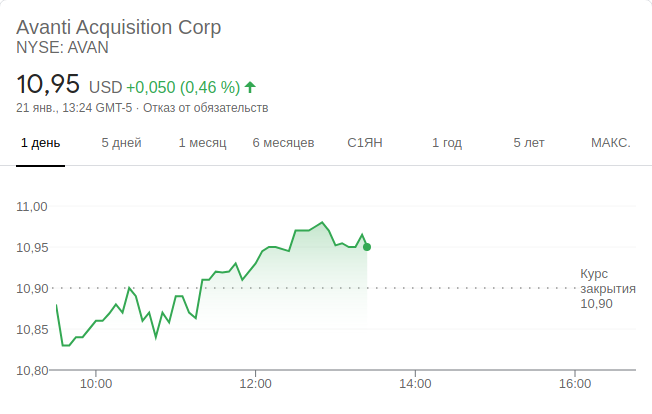 Avanti Acquisition Corp
NYSE: AVAN
10,95 USD +0,050 (0,46 %)
21 янв., 13:24 GMT-5 · Отказ от обязательств
1 день 5 дней 1 месяц 6 месяцев С1ЯН 1 год 5 лет МАКС.
11,00
10,95
10,90
10,85
10,80
Курс
закрытия
10,90
10:00 12:00 14:00 16:00